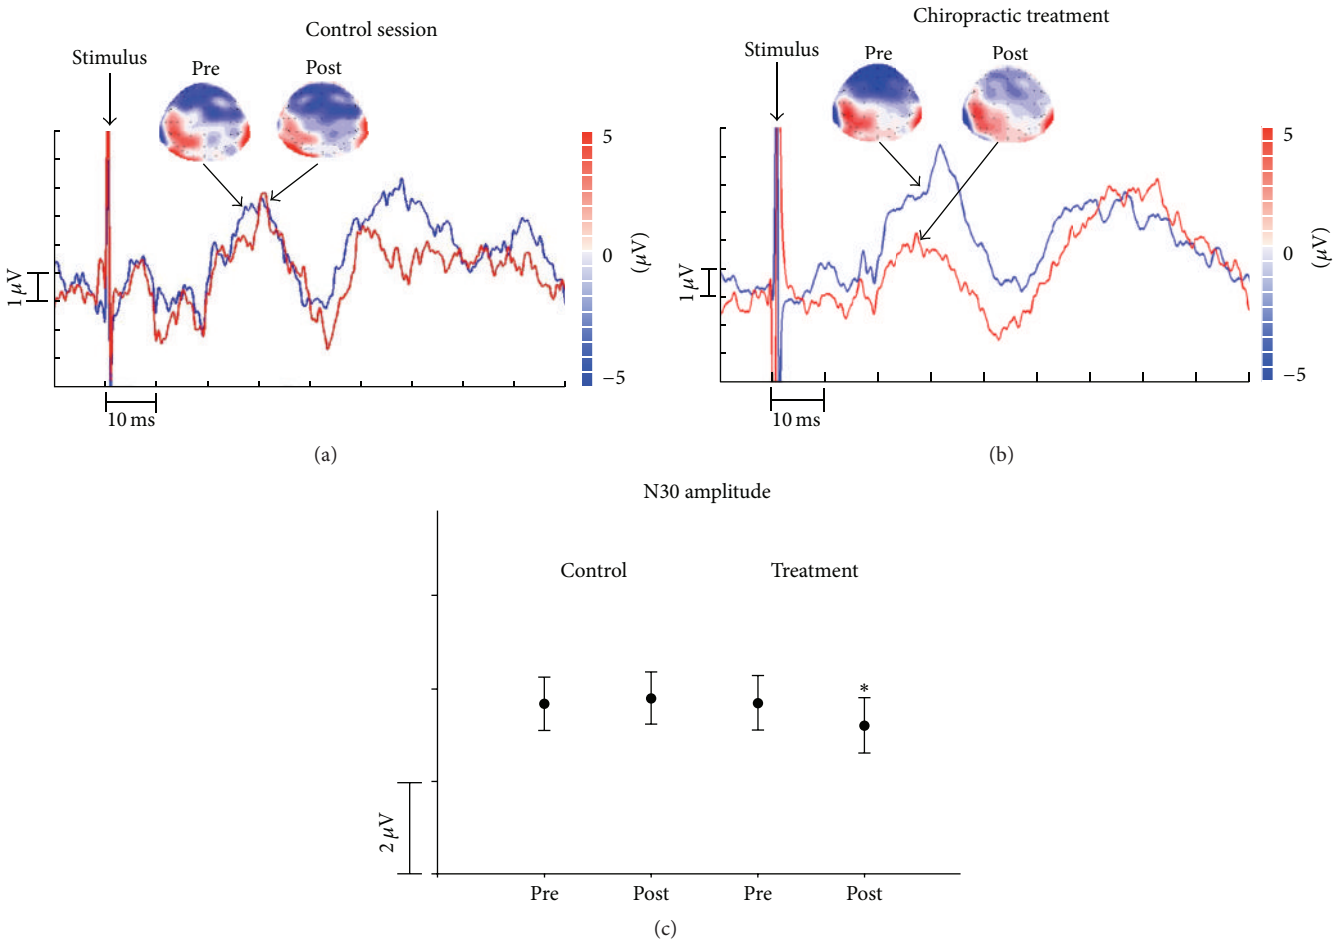 Control session
Stimulus
Pre
Post
5
0
−5
(μV)
1 μV
10 ms
(a)
Chiropractic treatment
Stimulus
Pre
Post
5
0
−5
(μV)
1 μV
10 ms
(b)
N30 amplitude
Control
Treatment
*
2 μV
Pre
Post
Pre
Post
(c)